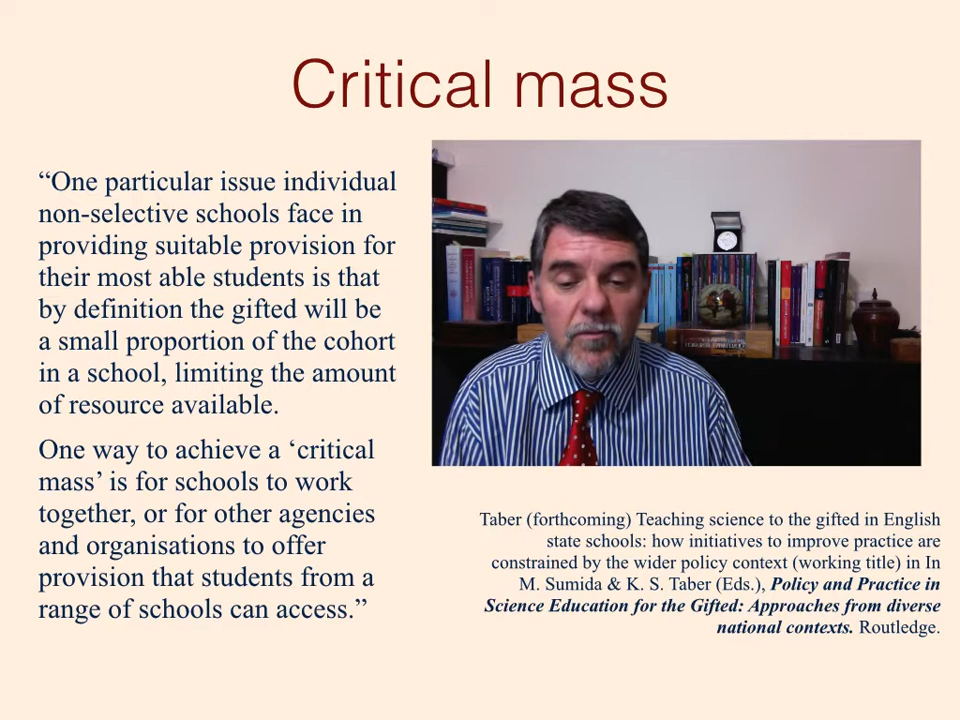 Critical mass
“One particular issue individual
non-selective schools face in
providing suitable provision for
their most able students is that
by definition the gifted will be
a small proportion of the cohort
in a school, limiting the amount
of resource available.
One way to achieve a ‘critical
mass’ is for schools to work
together, or for other agencies
and organisations to offer
provision that students from a
range of schools can access.”
Taber (forthcoming) Teaching science to the gifted in English
state schools: how initiatives to improve practice are
constrained by the wider policy context (working title) in In
M. Sumida & K. S. Taber (Eds.), Policy and Practice in
Science Education for the Gifted: Approaches from diverse
national contexts. Routledge.